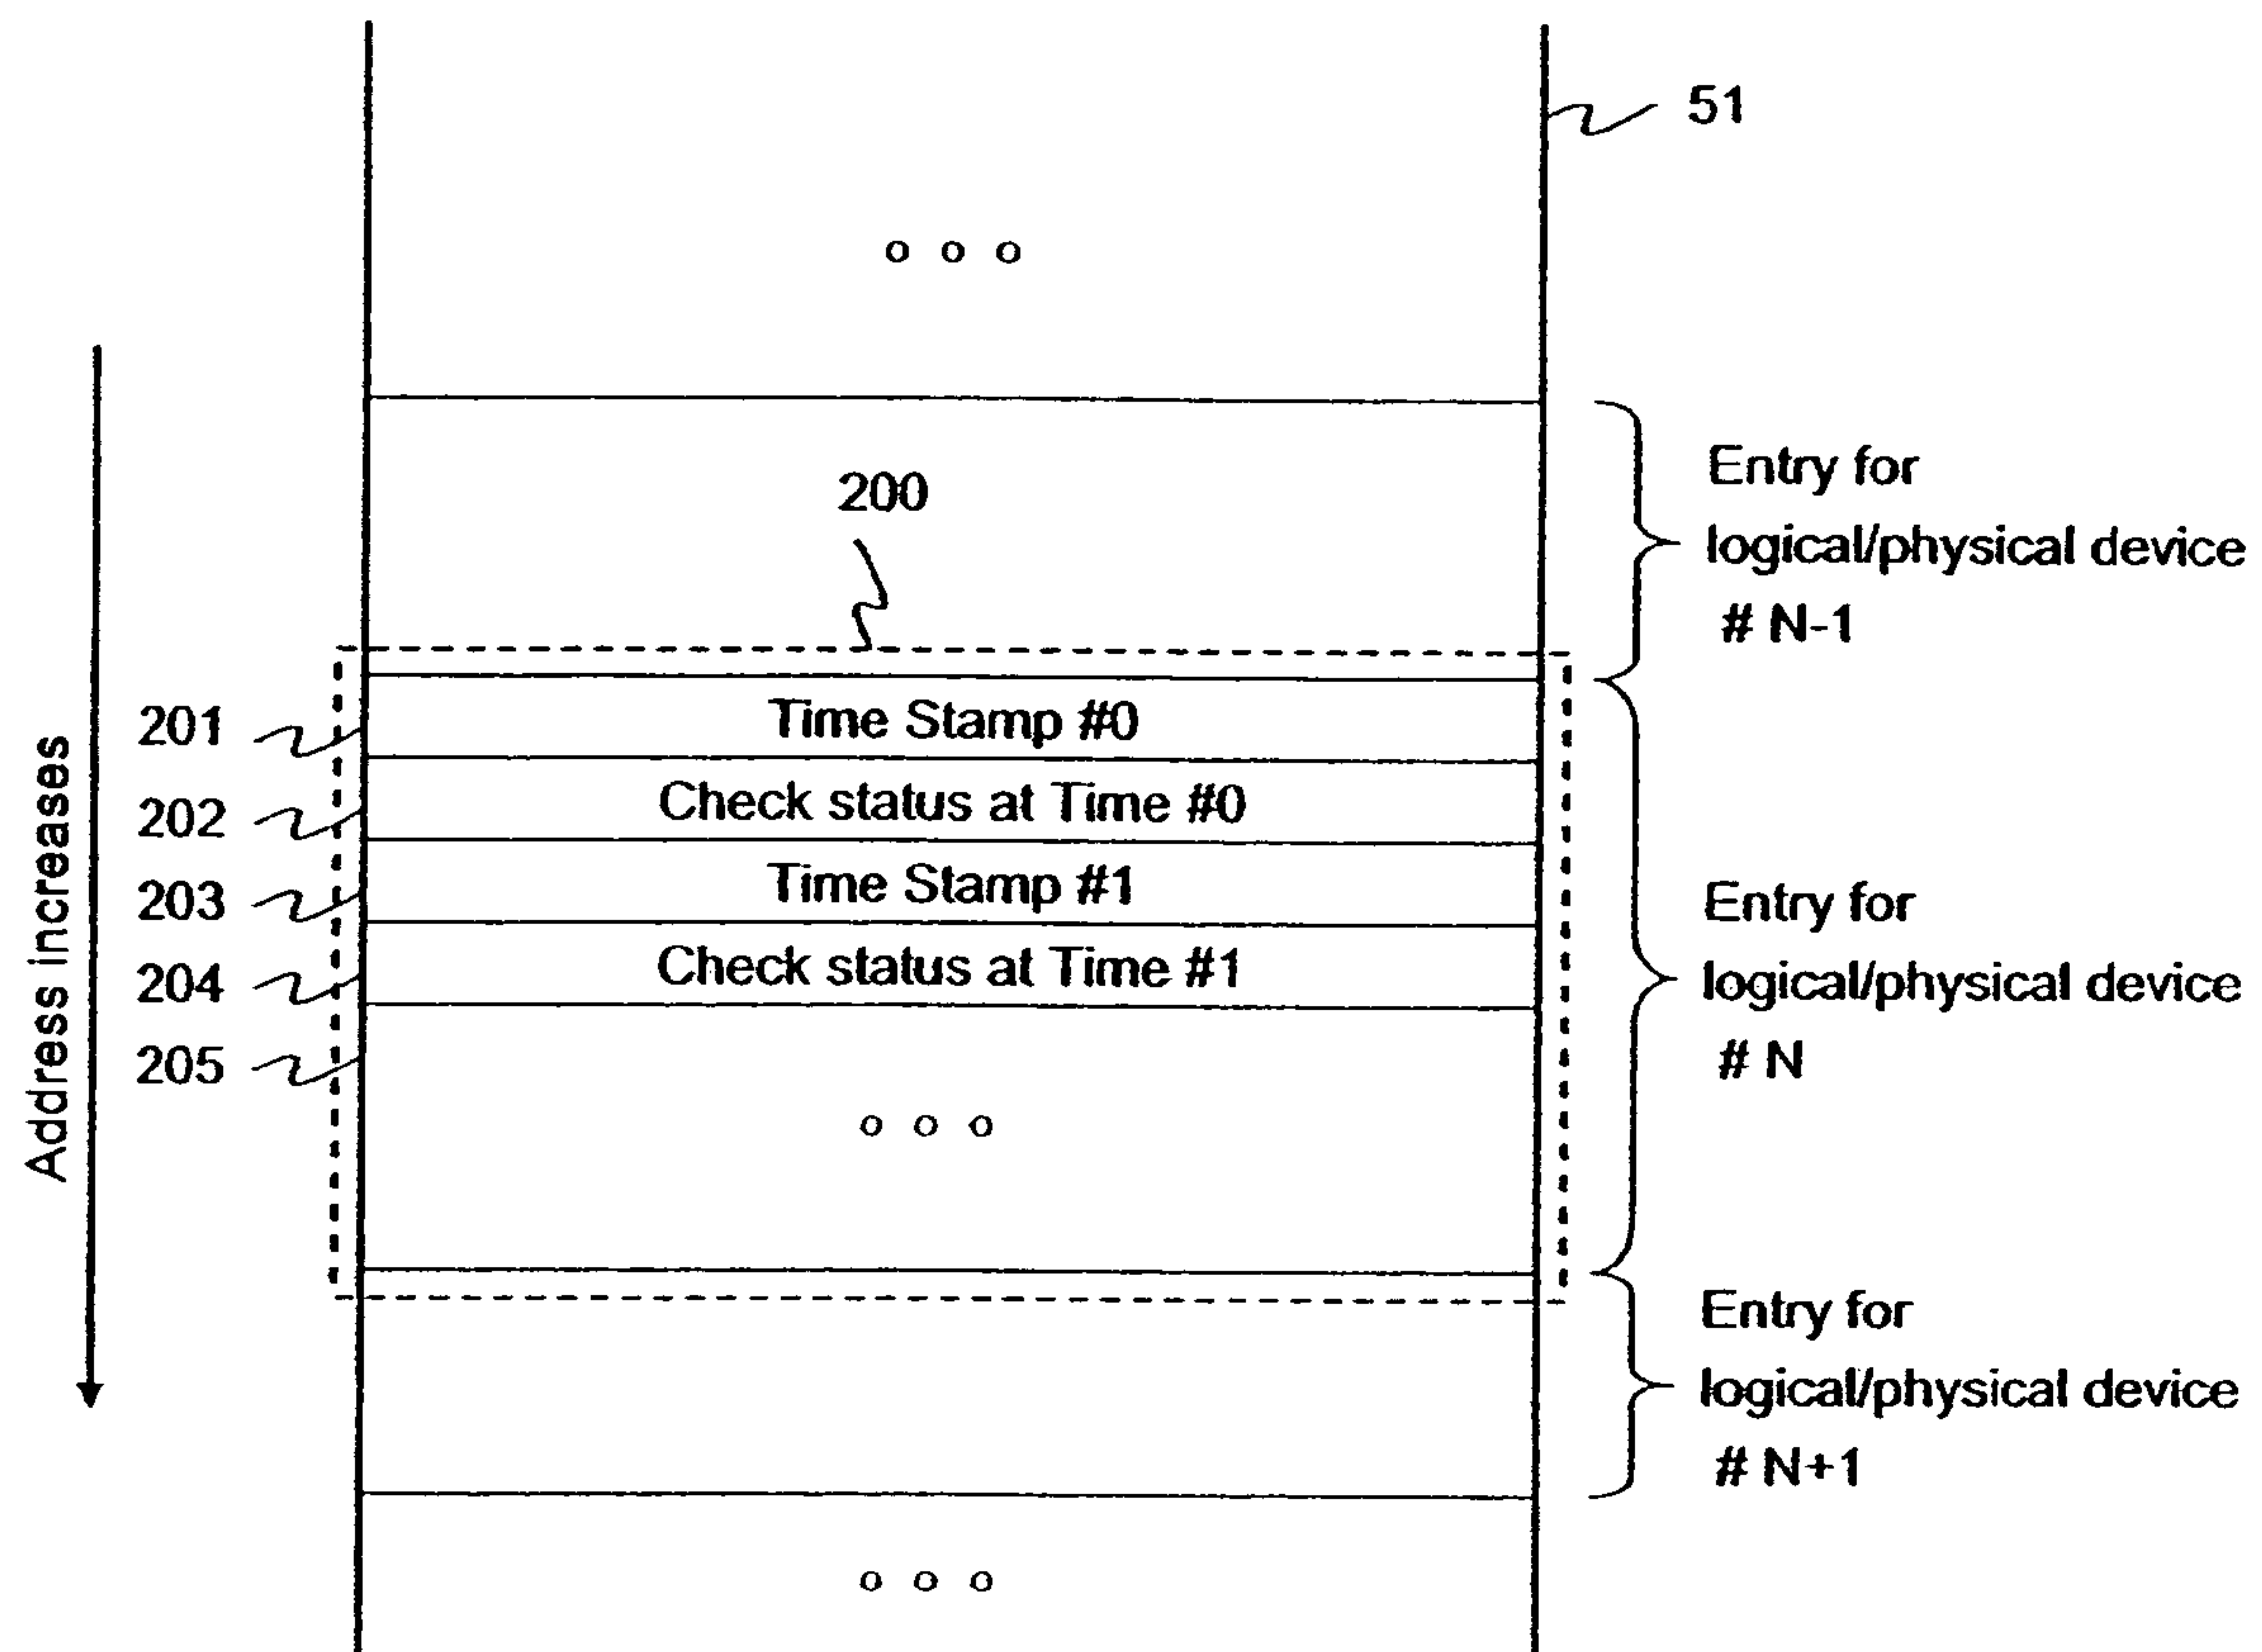 51
o o o
Entry for
logical/physical device
# N-1
200
201
Time Stamp #0
202
Check status at Time #0
203
Time Stamp #1
204
Check status at Time #1
205
o o o
Entry for
logical/physical device
# N
Address increases
Entry for
logical/physical device
# N+1
o o o